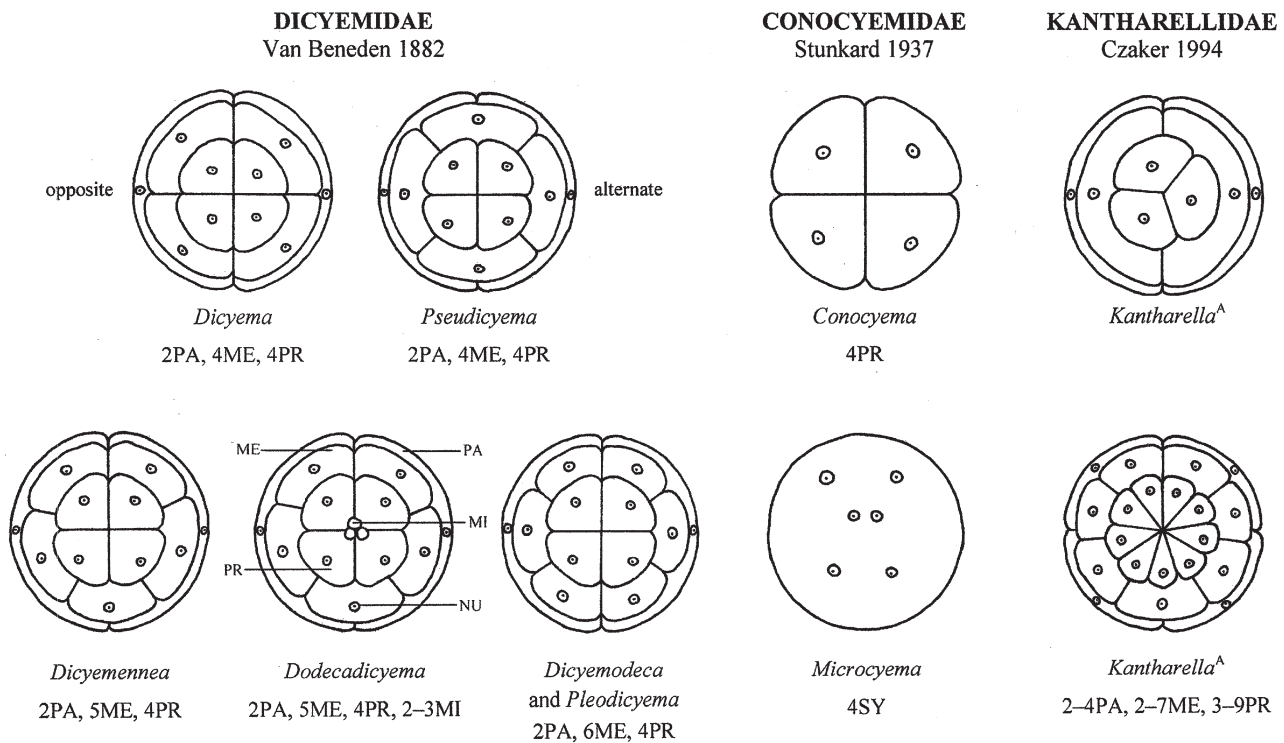 DICYEMIDAE
Van Beneden 1882
CONOCYEMIDAE
Stunkard 1937
KANTHARELLIDAE
Czaker 1994
opposite
alternate
Dicyema
2PA, 4ME, 4PR
Pseudicyema
2PA, 4ME, 4PR
Conocyema
4PR
Kantharellaᴬ
ME
PA
MI
PR
NU
Dicyemennea
2PA, 5ME, 4PR
Dodecadicyema
2PA, 5ME, 4PR, 2–3MI
Dicyemodeca
and Pleodicyema
2PA, 6ME, 4PR
Microcyema
4SY
Kantharellaᴬ
2–4PA, 2–7ME, 3–9PR